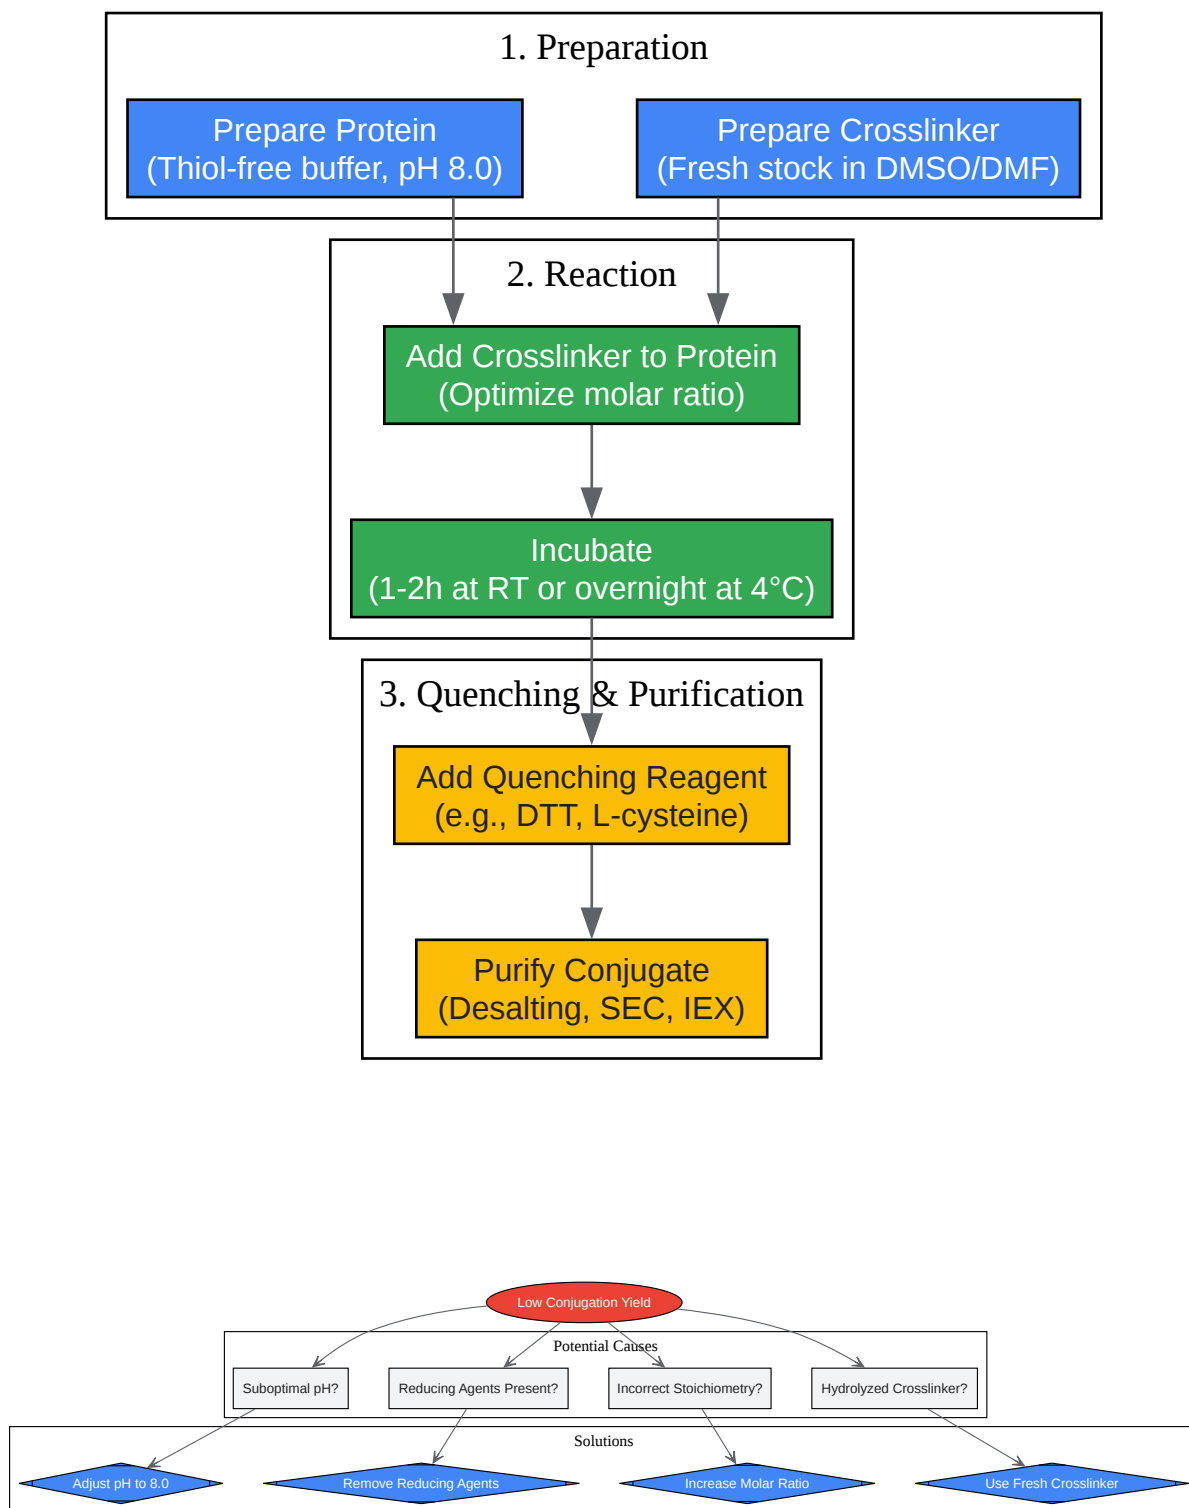 1. Preparation
Prepare Protein
(Thiol-free buffer, pH 8.0)
Prepare Crosslinker
(Fresh stock in DMSO/DMF)
2. Reaction
Add Crosslinker to Protein
(Optimize molar ratio)
Incubate
(1-2h at RT or overnight at 4°C)
3. Quenching & Purification
Add Quenching Reagent
(e.g., DTT, L-cysteine)
Purify Conjugate
(Desalting, SEC, IEX)
Low Conjugation Yield
Potential Causes
Suboptimal pH?
Reducing Agents Present?
Incorrect Stoichiometry?
Hydrolyzed Crosslinker?
Solutions
Adjust pH to 8.0
Remove Reducing Agents
Increase Molar Ratio
Use Fresh Crosslinker